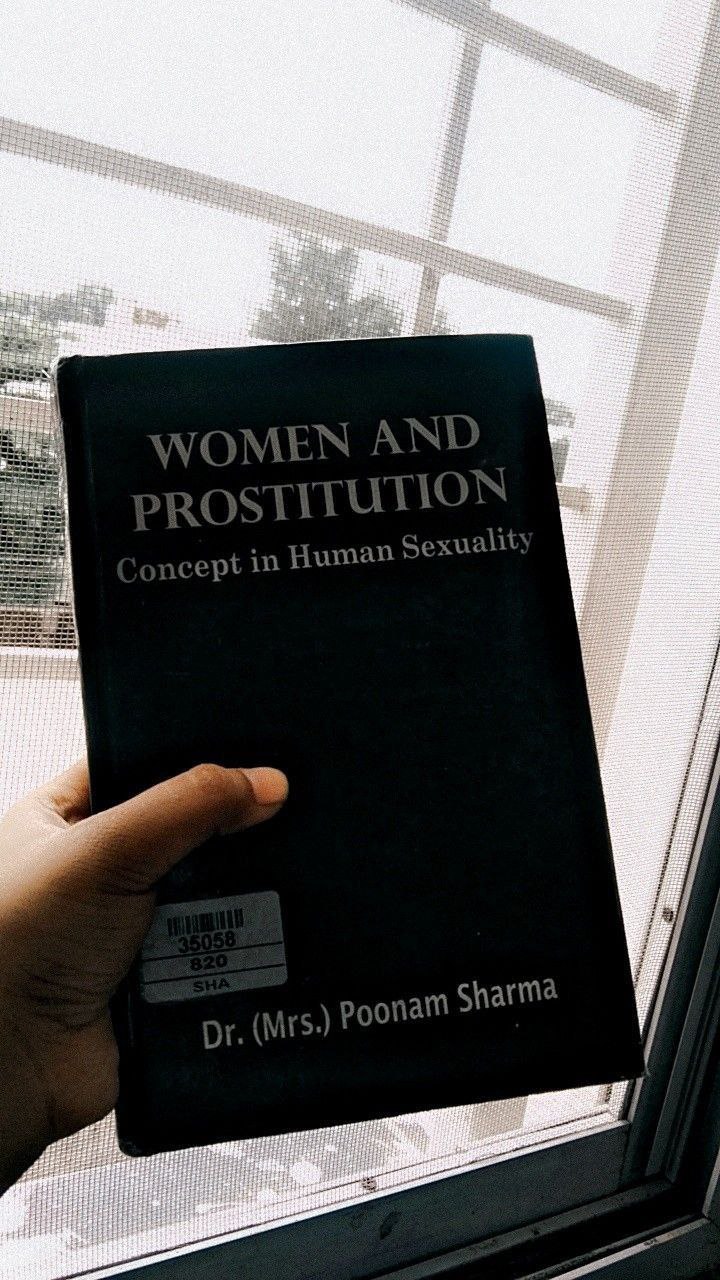 WOMEN AND
PROSTITUTION
Concept in Human Sexuality
35058
820
SHA
Dr. (Mrs.) Poonam Sharma